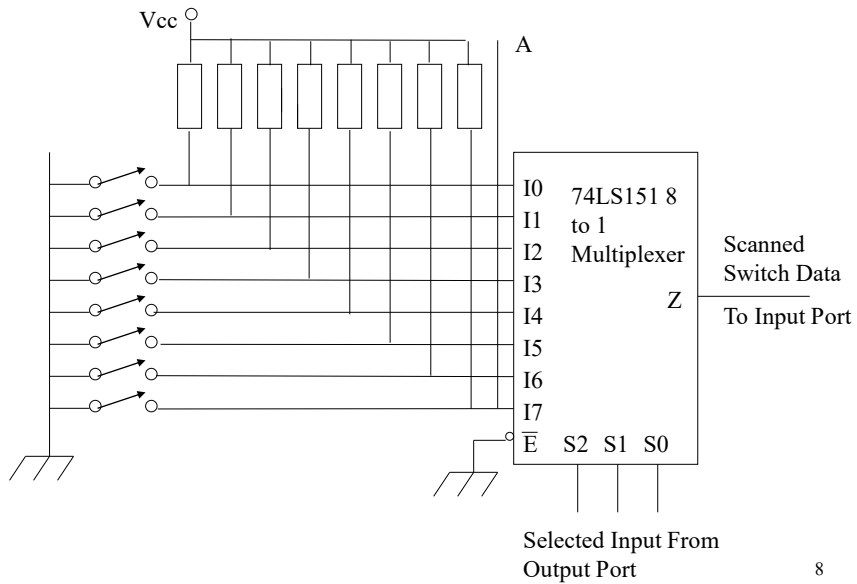 Vcc
A
I0
I1
I2
I3
I4
I5
I6
I7
E̅
74LS151 8
to 1
Multiplexer
Z
S2 S1 S0
Scanned
Switch Data
To Input Port
Selected Input From
Output Port
8